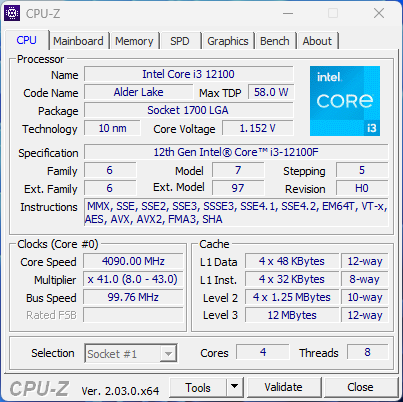 CPU-Z
CPU Mainboard Memory SPD Graphics Bench About
Processor
Name Intel Core i3 12100
Code Name Alder Lake Max TDP 58.0 W
Package Socket 1700 LGA
Technology 10 nm Core Voltage 1.152 V
intel
CORE
i3
Specification 12th Gen Intel® Core™ i3-12100F
Family 6 Model 7 Stepping 5
Ext. Family 6 Ext. Model 97 Revision H0
Instructions MMX, SSE, SSE2, SSE3, SSSE3, SSE4.1, SSE4.2, EM64T, VT-x,
AES, AVX, AVX2, FMA3, SHA
Clocks (Core #0)
Core Speed 4090.00 MHz
Multiplier x 41.0 (8.0 - 43.0)
Bus Speed 99.76 MHz
Rated FSB
Cache
L1 Data 4 x 48 KBytes 12-way
L1 Inst. 4 x 32 KBytes 8-way
Level 2 4 x 1.25 MBytes 10-way
Level 3 12 MBytes 12-way
Selection Socket #1 Cores 4 Threads 8
CPU-Z Ver. 2.03.0.x64 Tools Validate Close